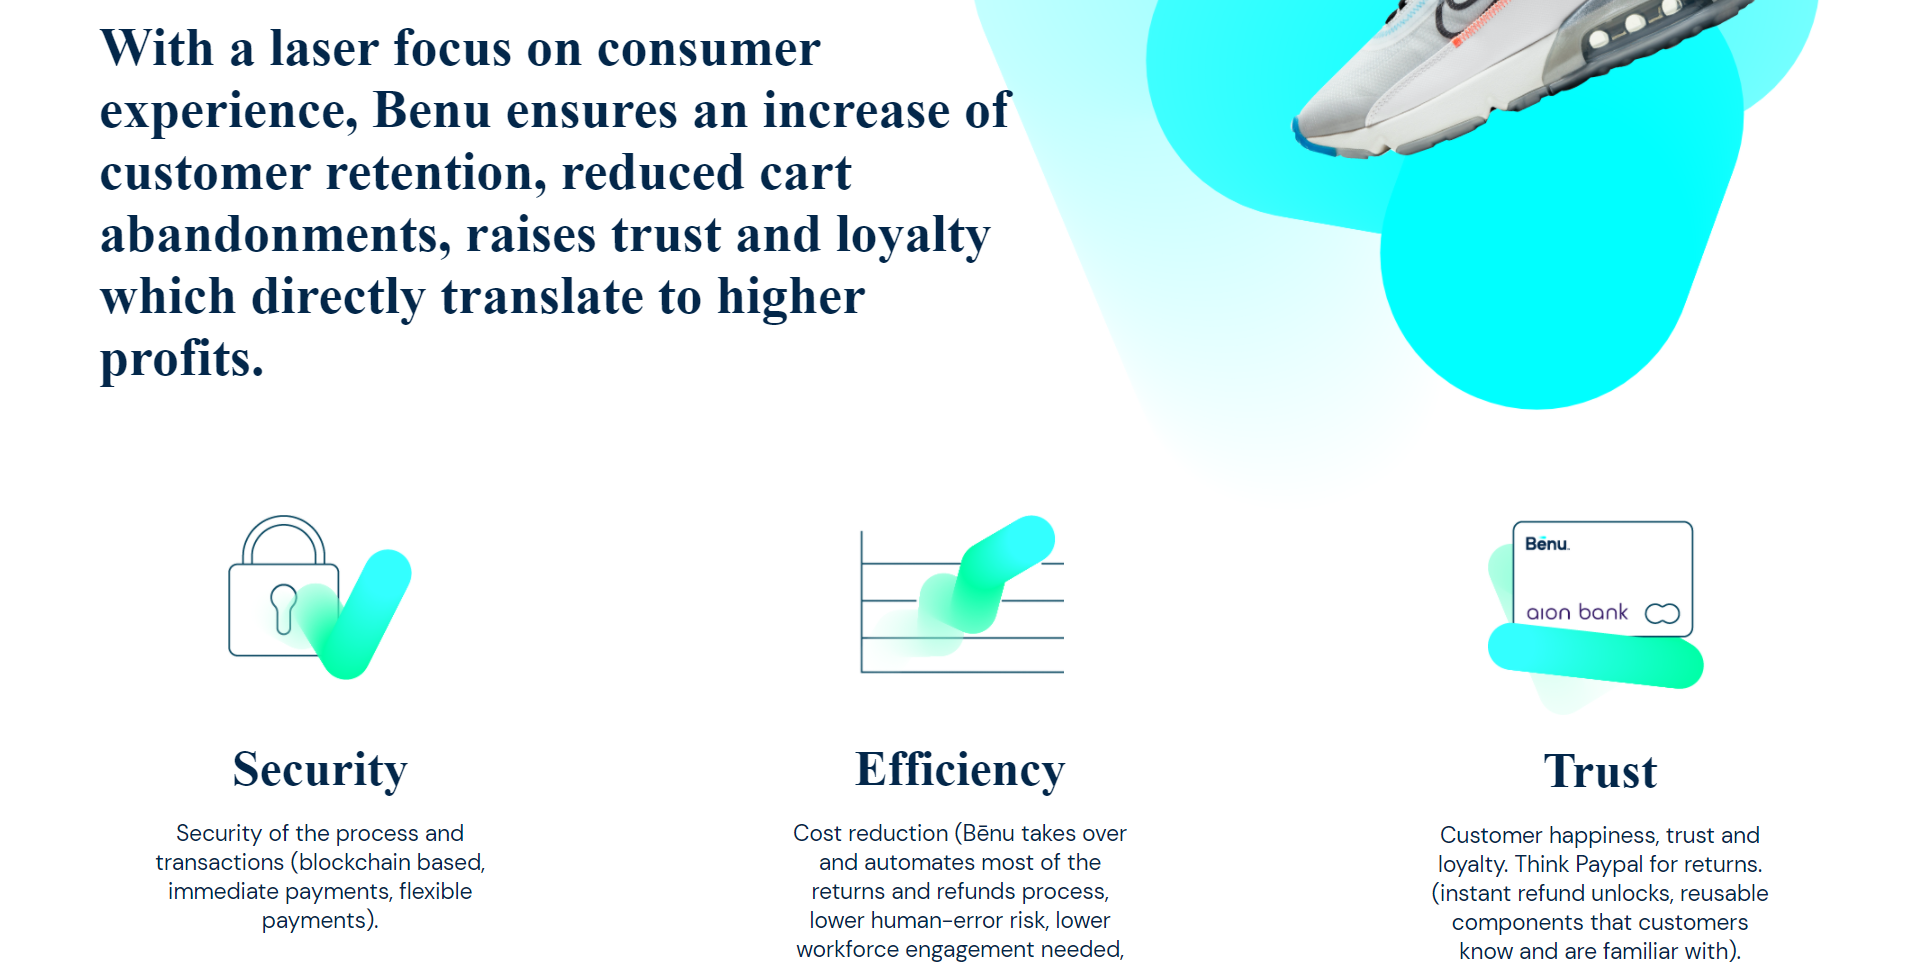 With a laser focus on consumer
experience, Benu ensures an increase of
customer retention, reduced cart
abandonments, raises trust and loyalty
which directly translate to higher
profits.
Bēnu.
aıon bank
Security
Security of the process and
transactions (blockchain based,
immediate payments, flexible
payments).
Efficiency
Cost reduction (Bēnu takes over
and automates most of the
returns and refunds process,
lower human-error risk, lower
workforce engagement needed,
Trust
Customer happiness, trust and
loyalty. Think Paypal for returns.
(instant refund unlocks, reusable
components that customers
know and are familiar with).